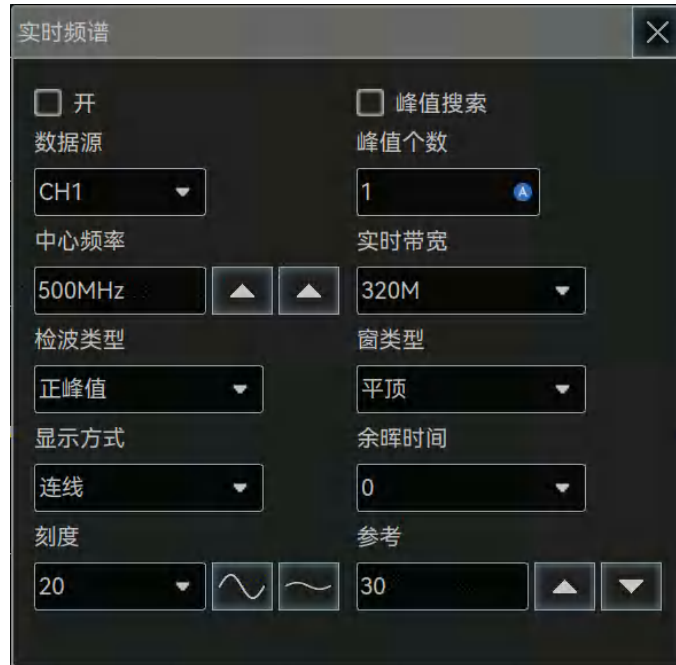 实时频谱
开 峰值搜索
数据源 峰值个数
CH1 1 A
中心频率 实时带宽
500MHz 320M
检波类型 窗类型
正峰值 平顶
显示方式 余晖时间
连线 0
刻度 参考
20 30